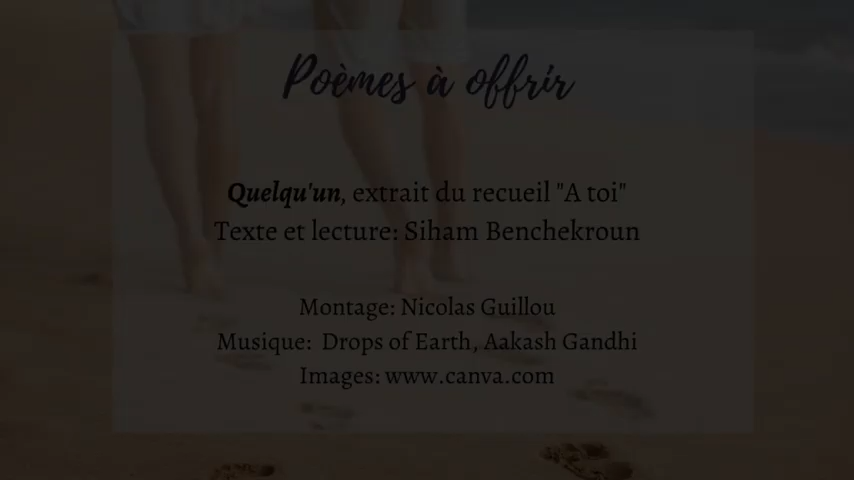 Poèmes à offrir
Quelqu'un, extrait du recueil "A toi"
Texte et lecture: Siham Benchekroun
Montage: Nicolas Guillou
Musique: Drops of Earth, Aakash Gandhi
Images: www.canva.com